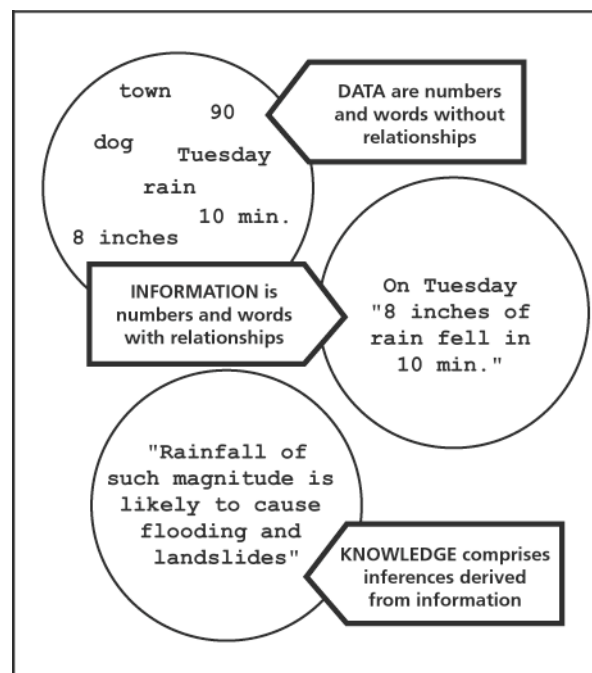 town
90
dog
Tuesday
rain
10 min.
8 inches
DATA are numbers
and words without
relationships
INFORMATION is
numbers and words
with relationships
On Tuesday
"8 inches of
rain fell in
10 min."
"Rainfall of
such magnitude is
likely to cause
flooding and
landslides"
KNOWLEDGE comprises
inferences derived
from information